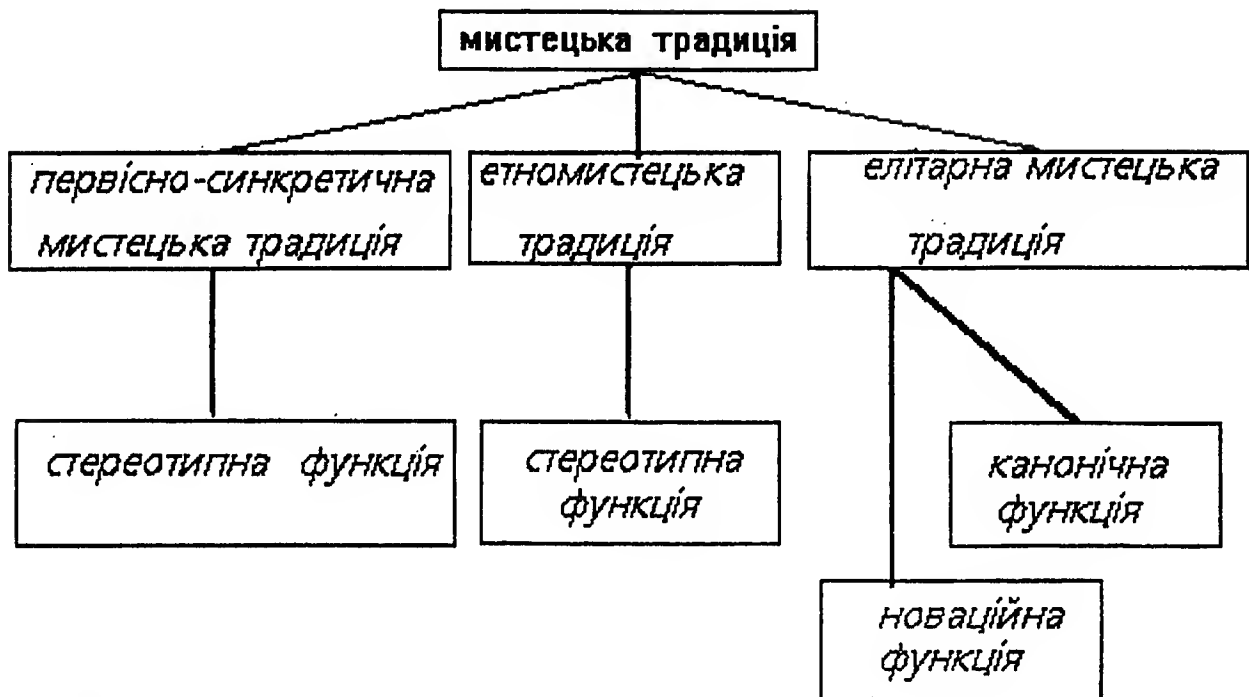 мистецька традиція
первісно-синкретична
мистецька традиція
етномистецька
традиція
елітарна мистецька
традиція
стереотипна функція
стереотипна
функція
канонічна
функція
новаційна
функція